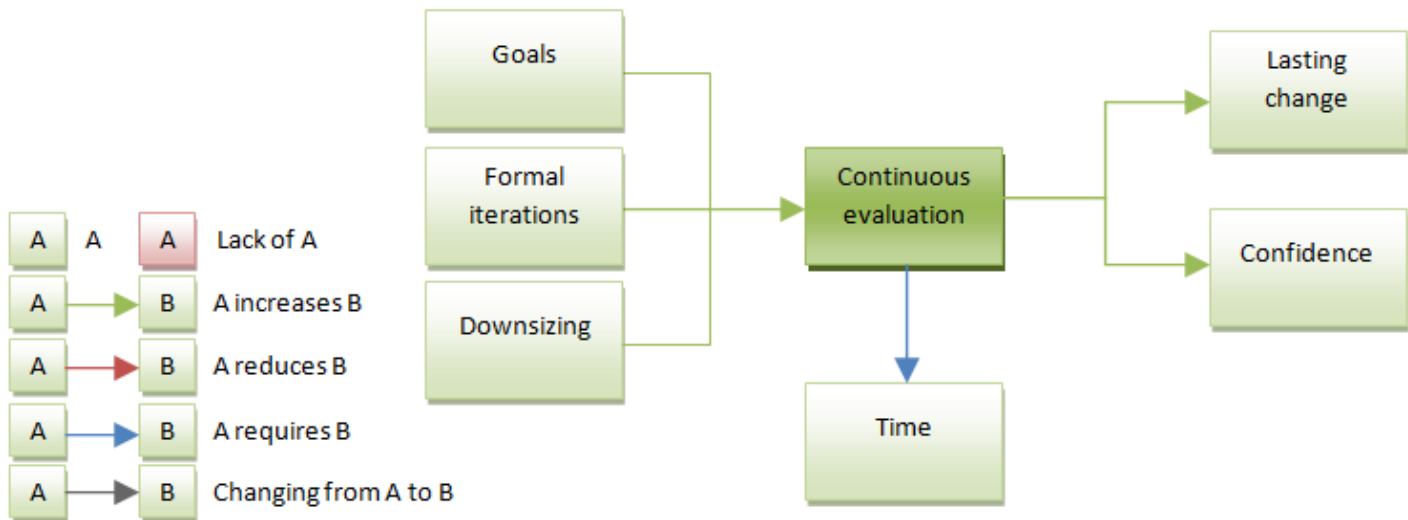 Goals
Formal
iterations
Downsizing
Continuous
evaluation
Time
Lasting
change
Confidence
A A A Lack of A
A B A increases B
A B A reduces B
A B A requires B
A B Changing from A to B